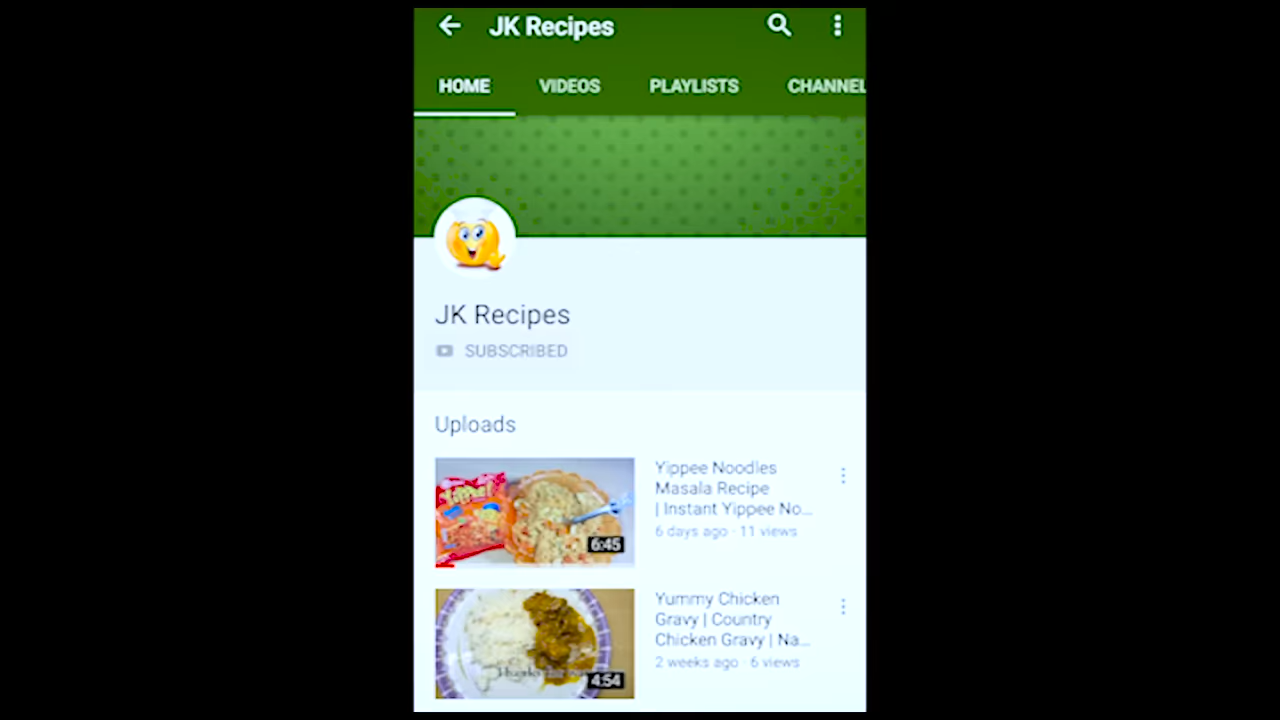 JK Recipes
HOME VIDEOS PLAYLISTS CHANNEL
JK Recipes
SUBSCRIBED
Uploads
Yippee Noodles
Masala Recipe
| Instant Yippee No...
6 days ago · 11 views
6:45
Yummy Chicken
Gravy | Country
Chicken Gravy | Na...
2 weeks ago · 6 views
4:54